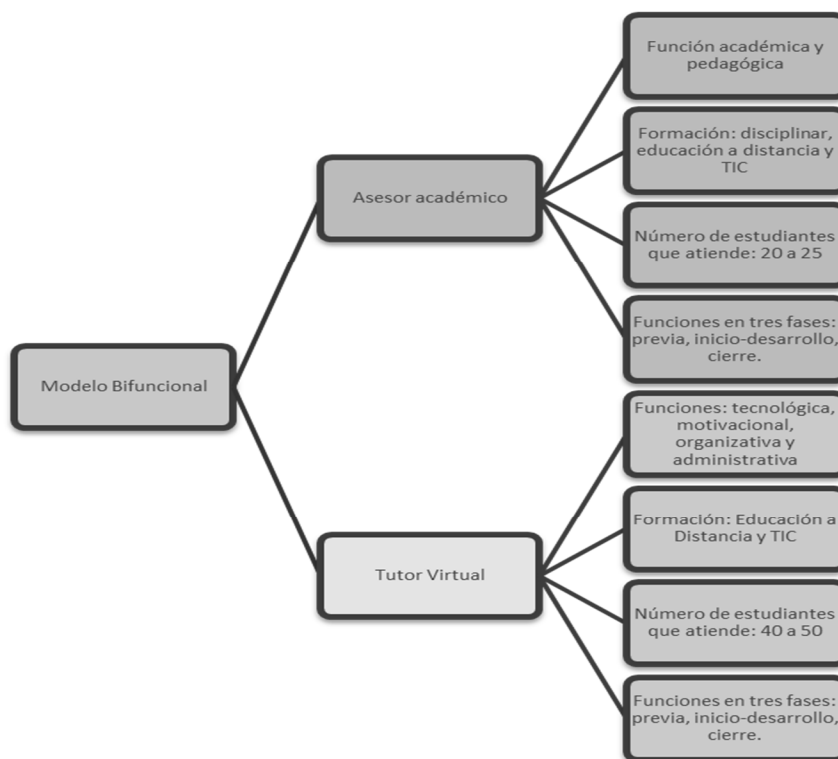 Modelo Bifuncional
Asesor académico
Función académica y
pedagógica
Formación: disciplinar,
educación a distancia y
TIC
Número de estudiantes
que atiende: 20 a 25
Funciones en tres fases:
previa, inicio-desarrollo,
cierre.
Tutor Virtual
Funciones: tecnológica,
motivacional,
organizativa y
administrativa
Formación: Educación a
Distancia y TIC
Número de estudiantes
que atiende: 40 a 50
Funciones en tres fases:
previa, inicio-desarrollo,
cierre.